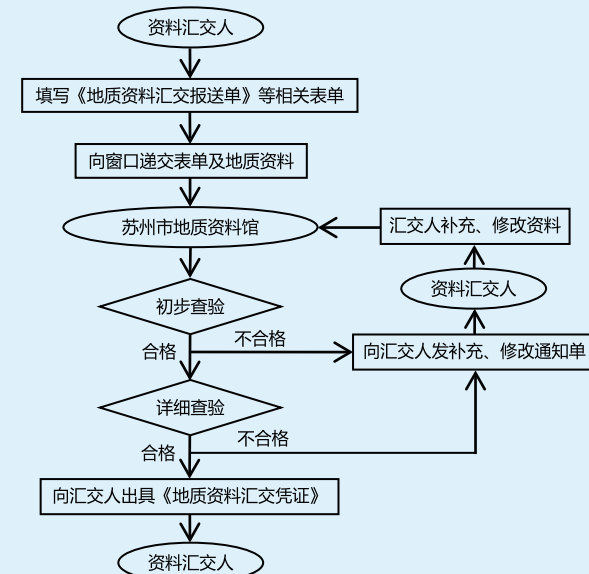 资料汇交人
填写《地质资料汇交报送单》等相关表单
向窗口递交表单及地质资料
苏州市地质资料馆
汇交人补充、修改资料
资料汇交人
初步查验
不合格
合格
向汇交人发补充、修改通知单
详细查验
不合格
合格
向汇交人出具《地质资料汇交凭证》
资料汇交人